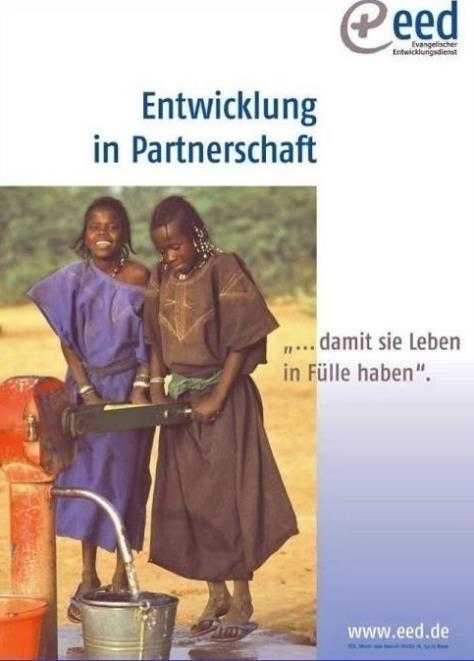 eed
Evangelischer
Entwicklungsdienst
Entwicklung
in Partnerschaft
„... damit sie Leben
in Fülle haben“.
www.eed.de